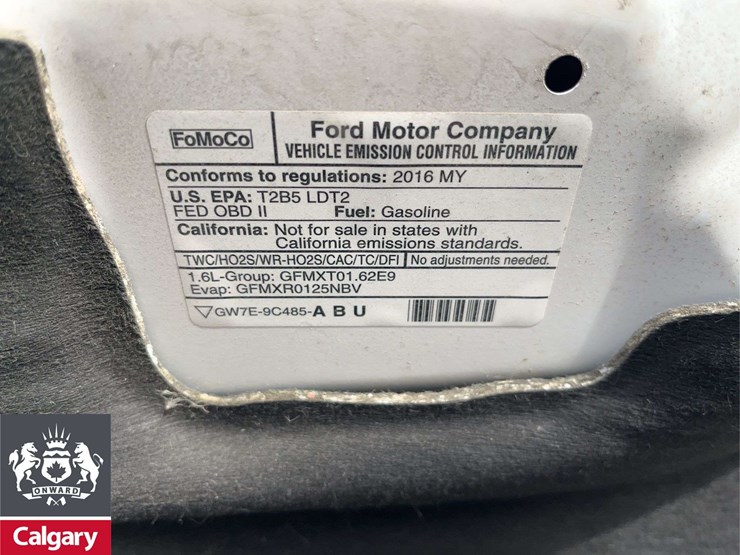 FoMoCo
Ford Motor Company
VEHICLE EMISSION CONTROL INFORMATION
Conforms to regulations: 2016 MY
U.S. EPA: T2B5 LDT2
FED OBD II Fuel: Gasoline
California: Not for sale in states with
California emissions standards.
TWC/HO2S/WR-HO2S/CAC/TC/DFI No adjustments needed.
1.6L-Group: GFMXT01.62E9
Evap: GFMXR0125NBV
GW7E-9C485-A B U
ONWARD
Calgary